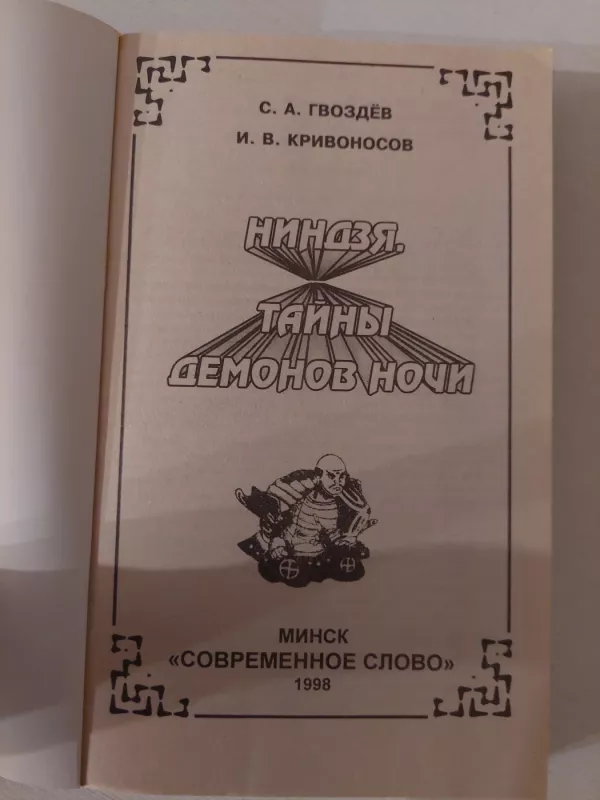 С. А. ГВОЗДЁВ
И. В. КРИВОНОСОВ
НИНДЗЯ.
ТАЙНЫ
ДЕМОНОВ НОЧИ
МИНСК
«СОВРЕМЕННОЕ СЛОВО»
1998